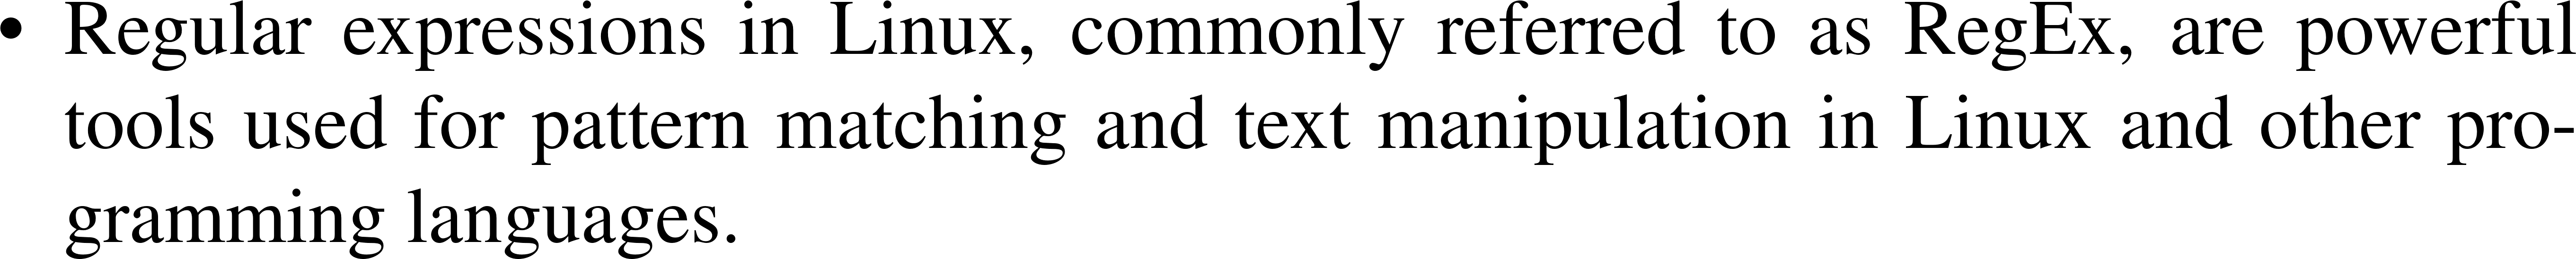 • Regular expressions in Linux, commonly referred to as RegEx, are powerful
tools used for pattern matching and text manipulation in Linux and other pro-
gramming languages.